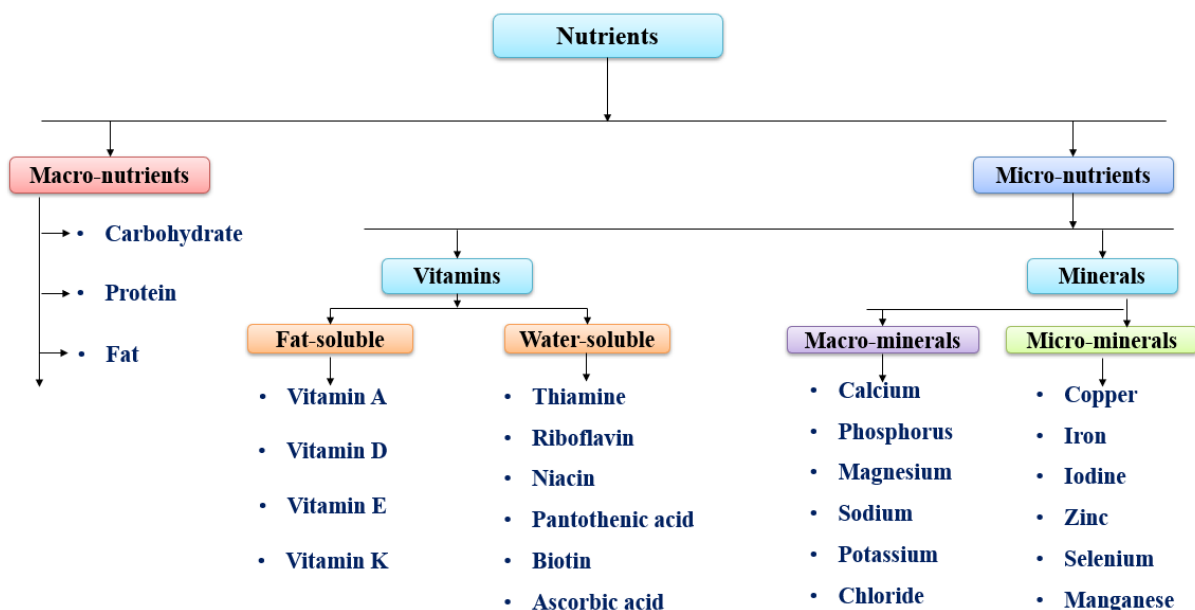 Nutrients
Macro-nutrients
Micro-nutrients
• Carbohydrate
• Protein
• Fat
Vitamins
Minerals
Fat-soluble
Water-soluble
Macro-minerals
Micro-minerals
• Vitamin A
• Vitamin D
• Vitamin E
• Vitamin K
• Thiamine
• Riboflavin
• Niacin
• Pantothenic acid
• Biotin
• Ascorbic acid
• Calcium
• Phosphorus
• Magnesium
• Sodium
• Potassium
• Chloride
• Copper
• Iron
• Iodine
• Zinc
• Selenium
• Manganese